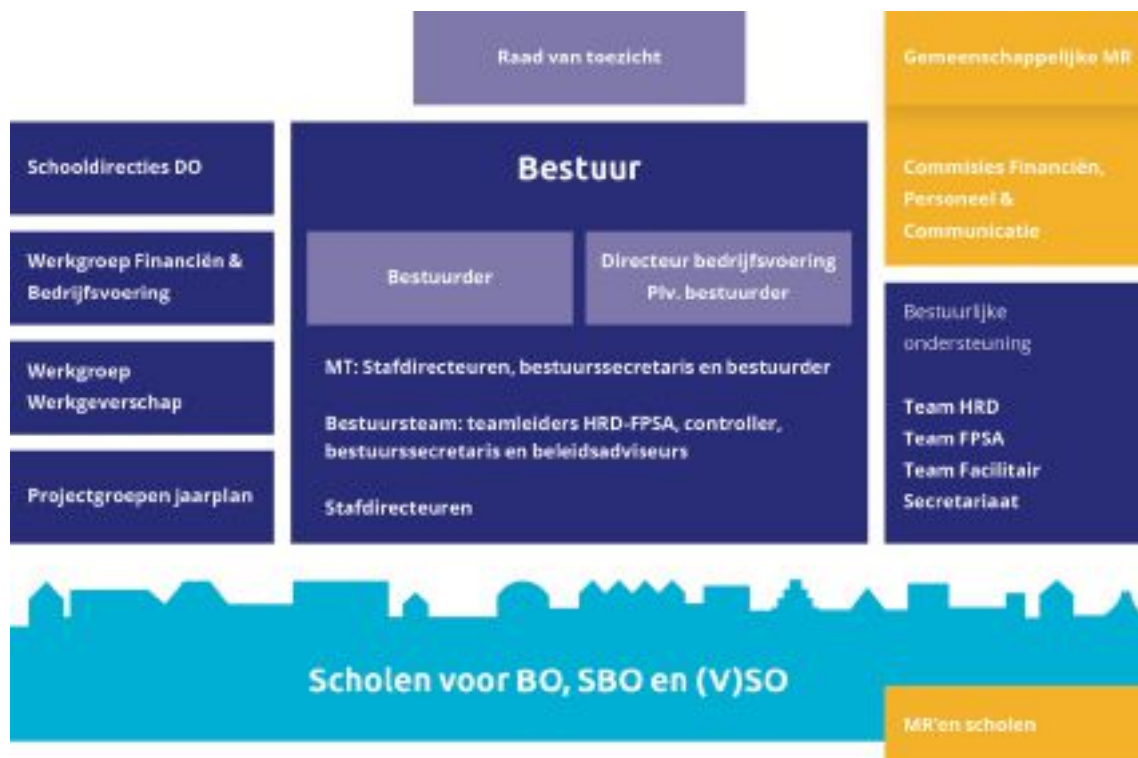 Raad van toezicht
Gemeenschappelijke MR
Commisies Financiën,
Personeel &
Communicatie
Schooldirecties DO
Werkgroep Financiën &
Bedrijfsvoering
Werkgroep
Werkgeverschap
Projectgroepen jaarplan
Bestuur
Bestuurder
Directeur bedrijfsvoering
Plv. bestuurder
MT: Stafdirecteuren, bestuurssecretaris en bestuurder
Bestuursteam: teamleiders HRD-FPSA, controller,
bestuurssecretaris en beleidsadviseurs
Stafdirecteuren
Bestuurlijke
ondersteuning
Team HRD
Team FPSA
Team Facilitair
Secretariaat
Scholen voor BO, SBO en (V)SO
MR'en scholen